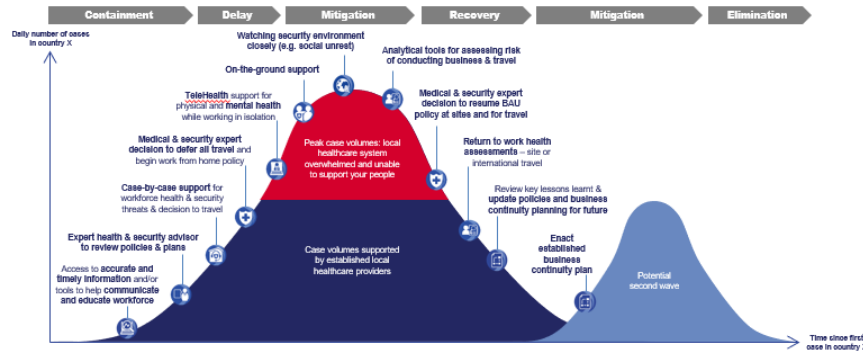 Containment
Delay
Mitigation
Recovery
Mitigation
Elimination
Daily number of cases
in country X
Watching security environment
closely (e.g. social unrest)
Analytical tools for assessing risk
of conducting business & travel
On-the-ground support
TeleHealth support for
physical and mental health
while working in isolation
Medical & security expert
decision to resume BAU
policy at sites and for travel
Medical & security expert
decision to defer all travel and
begin work from home policy
Peak case volumes: local
healthcare system
overwhelmed and unable
to support your people
Return to work health
assessments – site or
international travel
Case-by-case support for
workforce health & security
threats & decision to travel
Review key lessons learnt &
update policies and business
continuity planning for future
Expert health & security advisor
to review policies & plans
Case volumes supported
by established local
healthcare providers
Enact
established
business
continuity plan
Access to accurate and
timely information and/or
tools to help communicate
and educate workforce
Potential
second wave
Time since first
case in country